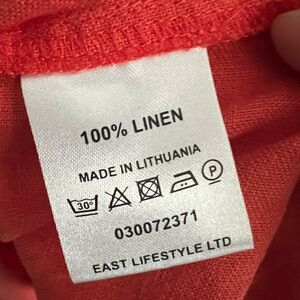 100% LINEN
MADE IN LITHUANIA
30° P
030072371
EAST LIFESTYLE LTD